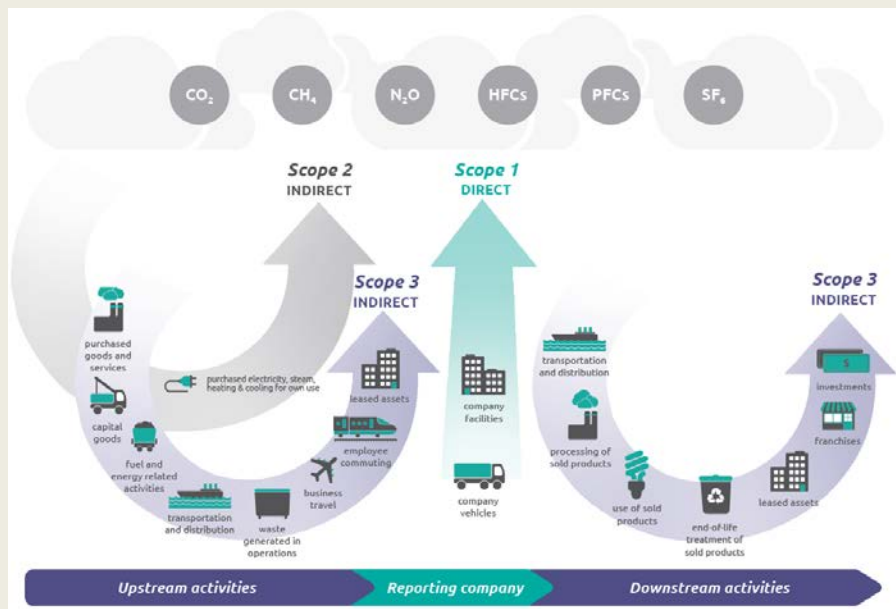 CO₂
CH₄
N₂O
HFCs
PFCs
SF₆
Scope 2
INDIRECT
Scope 1
DIRECT
Scope 3
INDIRECT
Scope 3
INDIRECT
purchased
goods and
services
capital
goods
fuel and
energy related
activities
purchased electricity, steam,
heating & cooling for own use
transportation
and distribution
waste
generated in
operations
business
travel
employee
commuting
leased assets
company
facilities
company
vehicles
transportation
and distribution
processing of
sold products
use of sold
products
end-of-life
treatment of
sold products
leased assets
franchises
$
investments
Upstream activities
Reporting company
Downstream activities